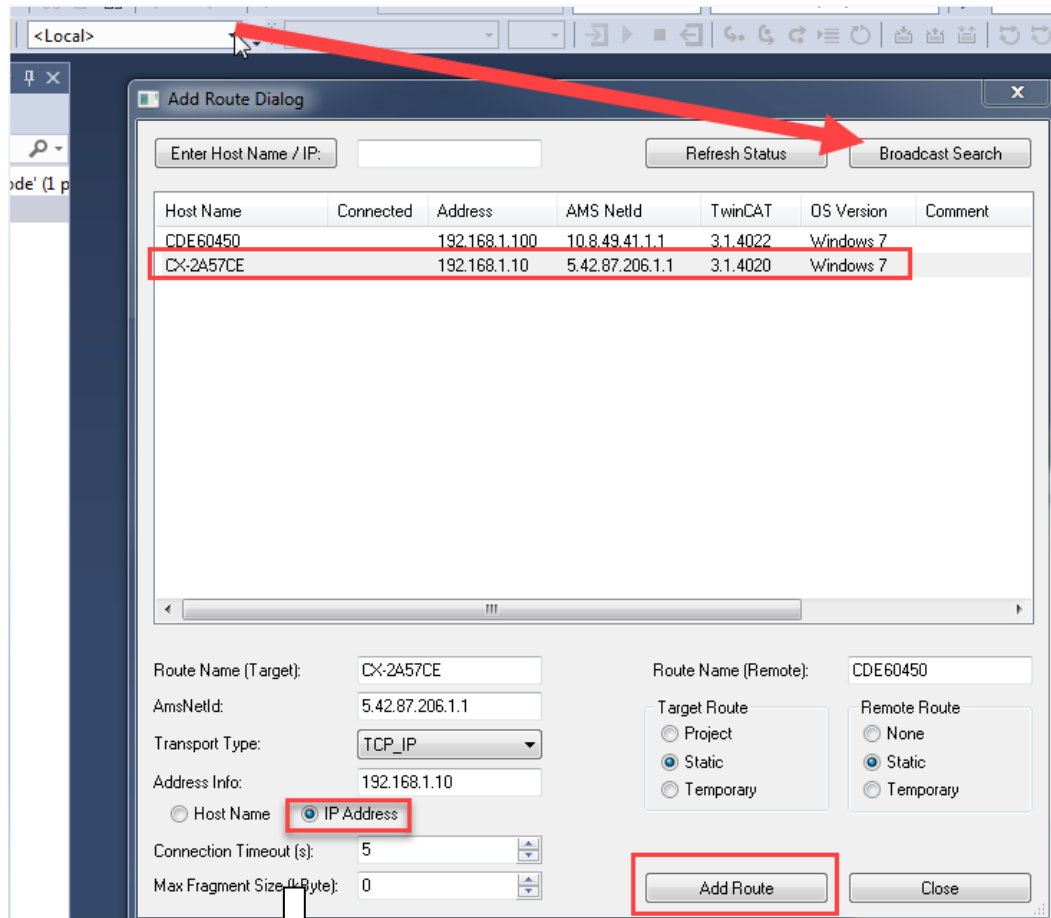 <Local>
Add Route Dialog
x
ode' (1 p
Enter Host Name / IP:
Refresh Status
Broadcast Search
Host Name Connected Address AMS NetId TwinCAT OS Version Comment
CDE60450 192.168.1.100 10.8.49.41.1.1 3.1.4022 Windows 7
CX-2A57CE 192.168.1.10 5.42.87.206.1.1 3.1.4020 Windows 7
Route Name (Target): CX-2A57CE Route Name (Remote): CDE60450
AmsNetId: 5.42.87.206.1.1 Target Route Remote Route
Project None
Transport Type: TCP_IP
Static Static
Address Info: 192.168.1.10 Temporary Temporary
Host Name IP Address
Connection Timeout (s): 5
Max Fragment Size (kByte): 0 Add Route Close